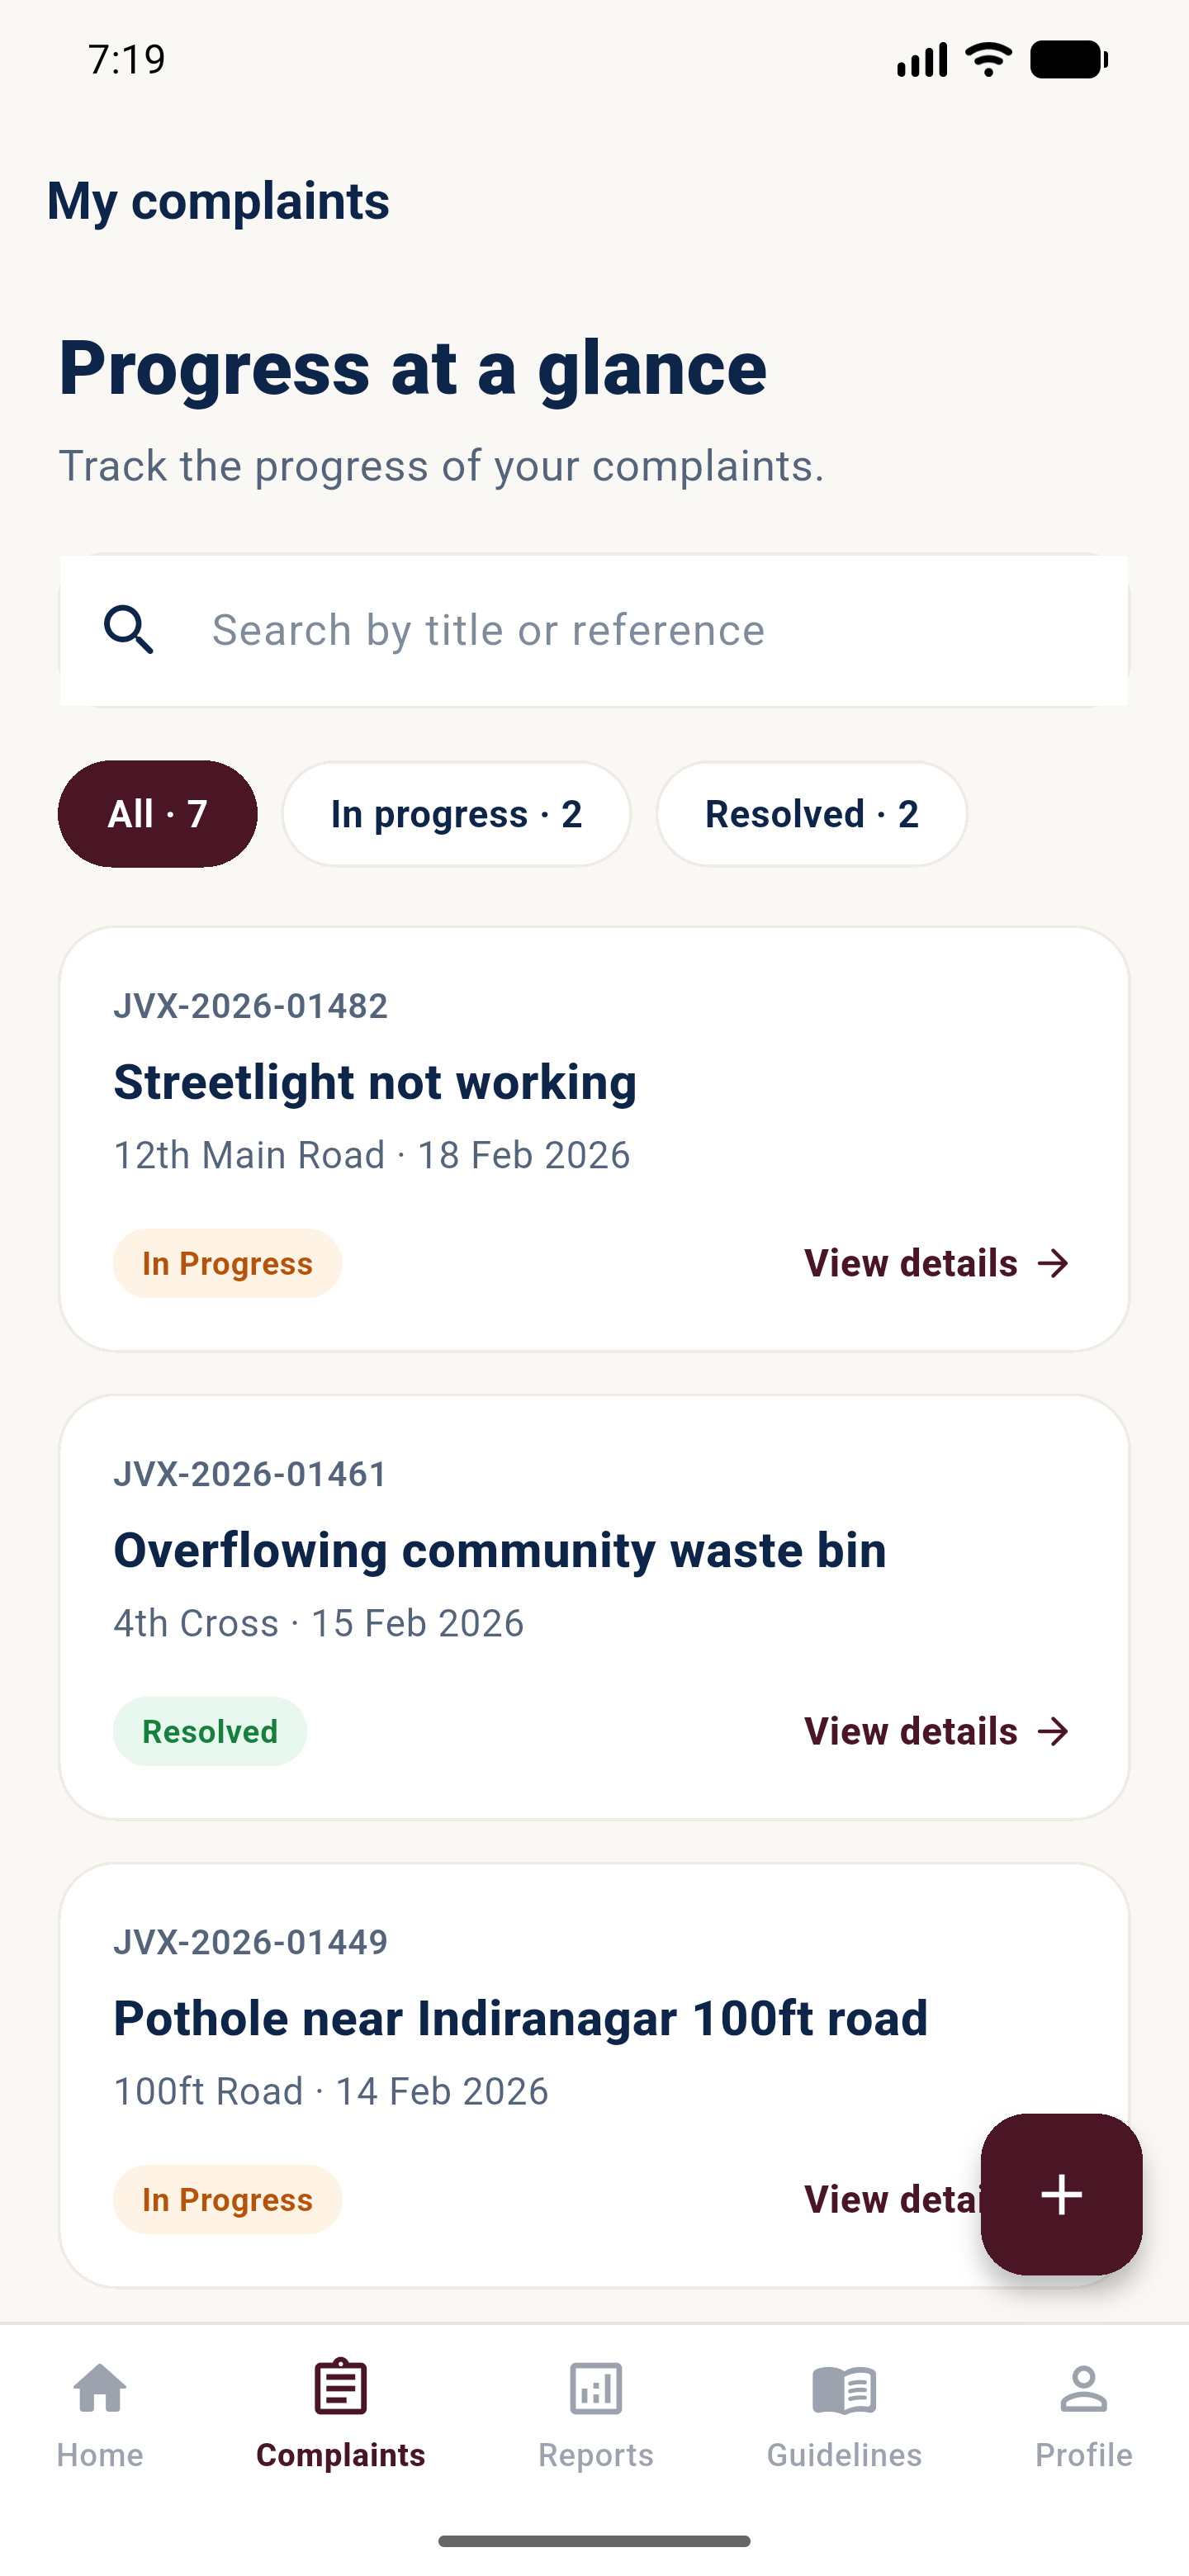 7:19
My complaints
Progress at a glance
Track the progress of your complaints.
Search by title or reference
All · 7
In progress · 2
Resolved · 2
JVX-2026-01482
Streetlight not working
12th Main Road · 18 Feb 2026
In Progress
View details →
JVX-2026-01461
Overflowing community waste bin
4th Cross · 15 Feb 2026
Resolved
View details →
JVX-2026-01449
Pothole near Indiranagar 100ft road
100ft Road · 14 Feb 2026
In Progress
View
+
Home
Complaints
Reports
Guidelines
Profile